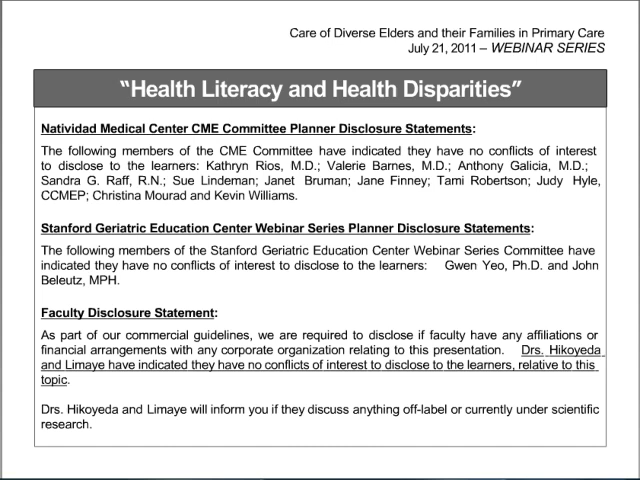 Care of Diverse Elders and their Families in Primary Care
July 21, 2011 – WEBINAR SERIES
“Health Literacy and Health Disparities”
Natividad Medical Center CME Committee Planner Disclosure Statements:
The following members of the CME Committee have indicated they have no conflicts of interest
to disclose to the learners: Kathryn Rios, M.D.; Valerie Barnes, M.D.; Anthony Galicia, M.D.;
Sandra G. Raff, R.N.; Sue Lindeman; Janet Bruman; Jane Finney; Tami Robertson; Judy Hyle,
CCMEP; Christina Mourad and Kevin Williams.
Stanford Geriatric Education Center Webinar Series Planner Disclosure Statements:
The following members of the Stanford Geriatric Education Center Webinar Series Committee have
indicated they have no conflicts of interest to disclose to the learners: Gwen Yeo, Ph.D. and John
Beleutz, MPH.
Faculty Disclosure Statement:
As part of our commercial guidelines, we are required to disclose if faculty have any affiliations or
financial arrangements with any corporate organization relating to this presentation. Drs. Hikoyeda
and Limaye have indicated they have no conflicts of interest to disclose to the learners, relative to this
topic.
Drs. Hikoyeda and Limaye will inform you if they discuss anything off-label or currently under scientific
research.